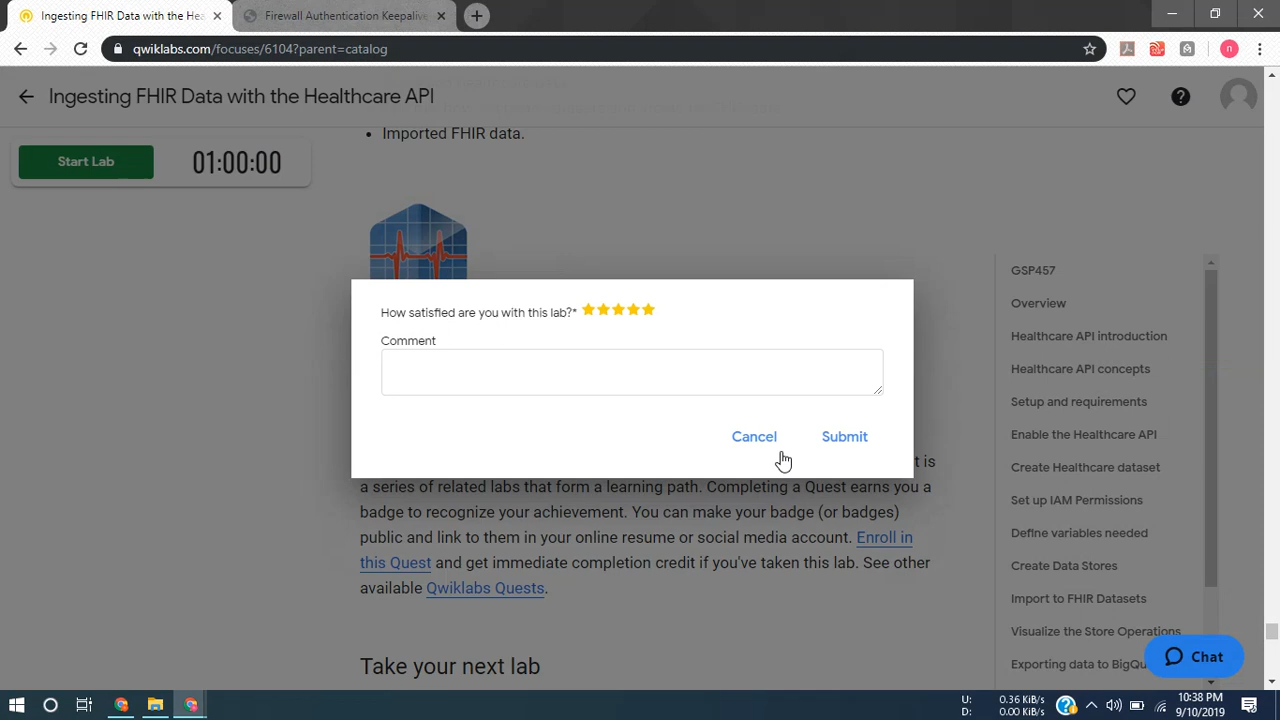 Ingesting FHIR Data with the Hea
Firewall Authentication Keepalive
qwiklabs.com/focuses/6104?parent=catalog
n
Ingesting FHIR Data with the Healthcare API
Start Lab
01:00:00
Imported FHIR data.
How satisfied are you with this lab?*
Comment
Cancel
Submit
t is
a series of related labs that form a learning path. Completing a Quest earns you a
badge to recognize your achievement. You can make your badge (or badges)
public and link to them in your online resume or social media account. Enroll in
this Quest and get immediate completion credit if you've taken this lab. See other
available Qwiklabs Quests.
Take your next lab
GSP457
Overview
Healthcare API introduction
Healthcare API concepts
Setup and requirements
Enable the Healthcare API
Create Healthcare dataset
Set up IAM Permissions
Define variables needed
Create Data Stores
Import to FHIR Datasets
Visualize the Store Operations
Exporting data to BigQu
Chat
U: 0.36 KiB/s
D: 0.00 KiB/s
10:38 PM
9/10/2019